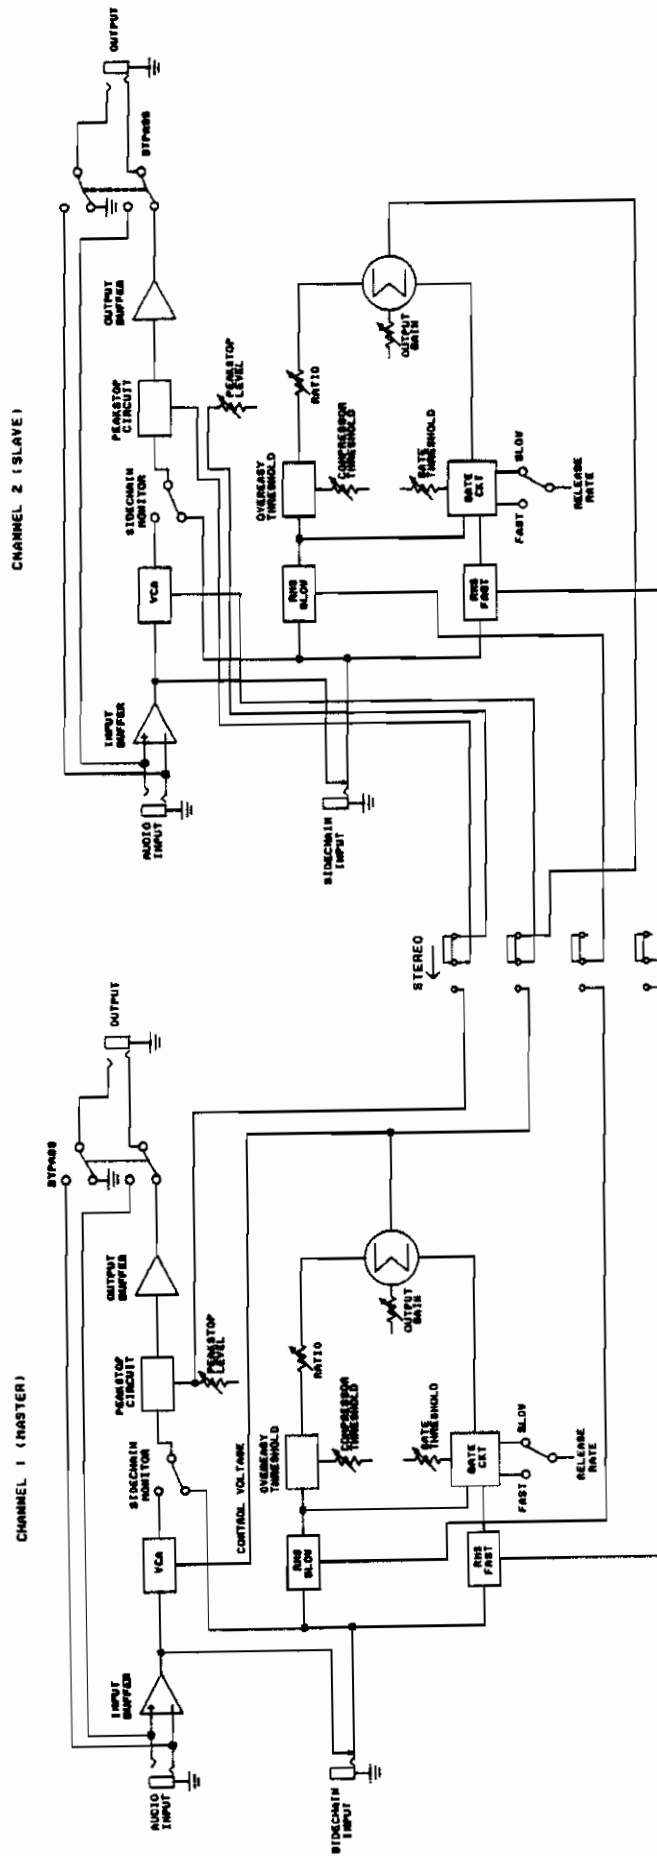 CHANNEL 1 (MASTER)
BYPASS
OUTPUT
INPUT
BUFFER
AUDIO
INPUT
VCA
SIDECHAIN
MONITOR
PEAKSTOP
CIRCUIT
OUTPUT
BUFFER
PEAKSTOP
LEVEL
CONTROL VOLTAGE
SIDECHAIN
INPUT
RMS
SLOW
OVEREASY
THRESHOLD
COMPRESSOR
THRESHOLD
RATIO
OUTPUT
GAIN
Σ
RMS
FAST
GATE
THRESHOLD
GATE
CKT
FAST
SLOW
RELEASE
RATE
STEREO
CHANNEL 2 (SLAVE)
BYPASS
OUTPUT
INPUT
BUFFER
AUDIO
INPUT
VCA
SIDECHAIN
MONITOR
PEAKSTOP
CIRCUIT
OUTPUT
BUFFER
PEAKSTOP
LEVEL
SIDECHAIN
INPUT
RMS
SLOW
OVEREASY
THRESHOLD
COMPRESSOR
THRESHOLD
RATIO
OUTPUT
GAIN
Σ
RMS
FAST
GATE
THRESHOLD
GATE
CKT
FAST
SLOW
RELEASE
RATE